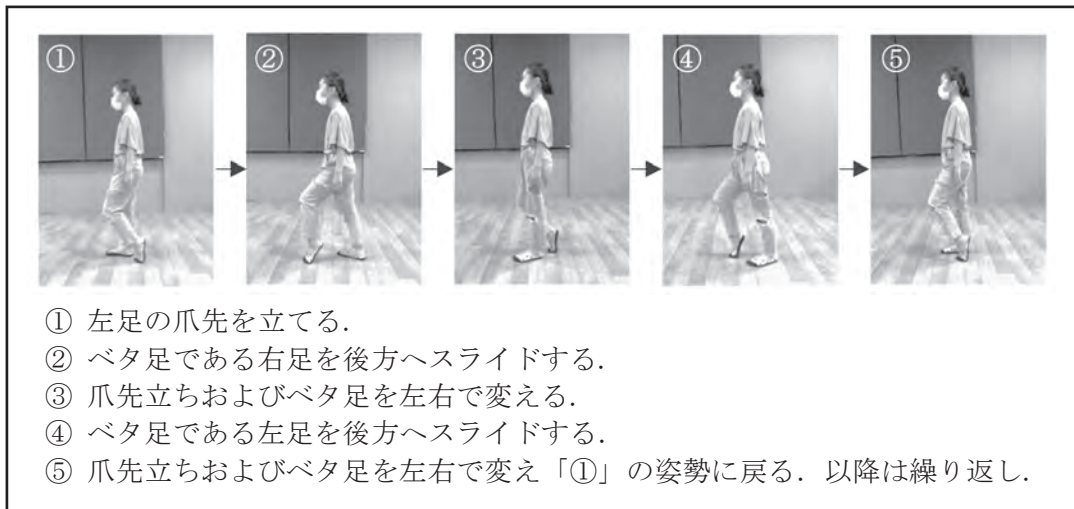 ① ② ③ ④ ⑤
① 左足の爪先を立てる.
② ベタ足である右足を後方へスライドする.
③ 爪先立ちおよびベタ足を左右で変える.
④ ベタ足である左足を後方へスライドする.
⑤ 爪先立ちおよびベタ足を左右で変え「①」の姿勢に戻る. 以降は繰り返し.